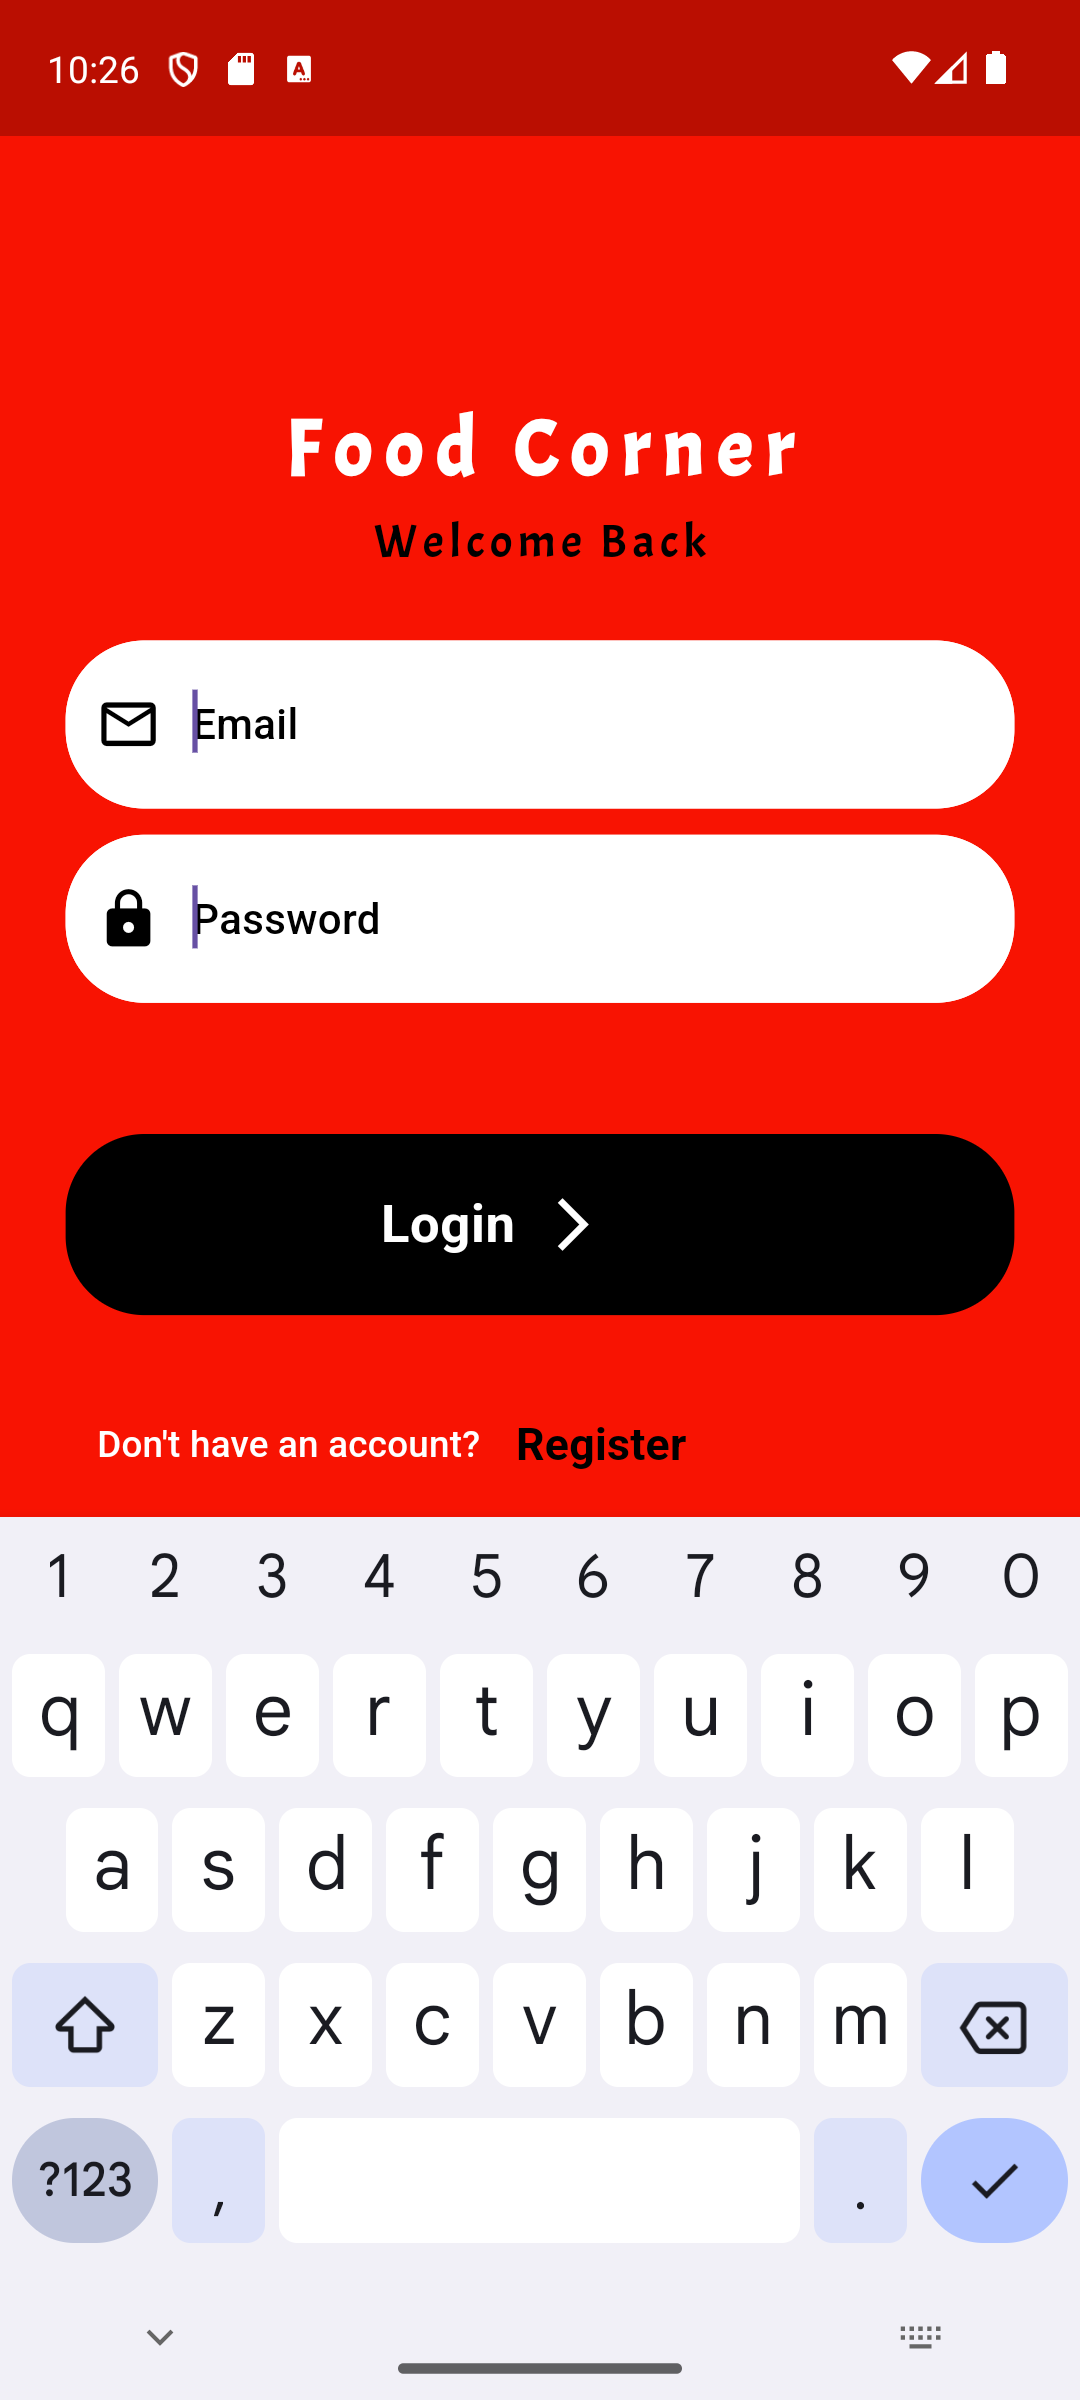 10:26
Food Corner
Welcome Back
Email
Password
Login
Don't have an account? Register
1 2 3 4 5 6 7 8 9 0
q w e r t y u i o p
a s d f g h j k l
z x c v b n m
?123 , .